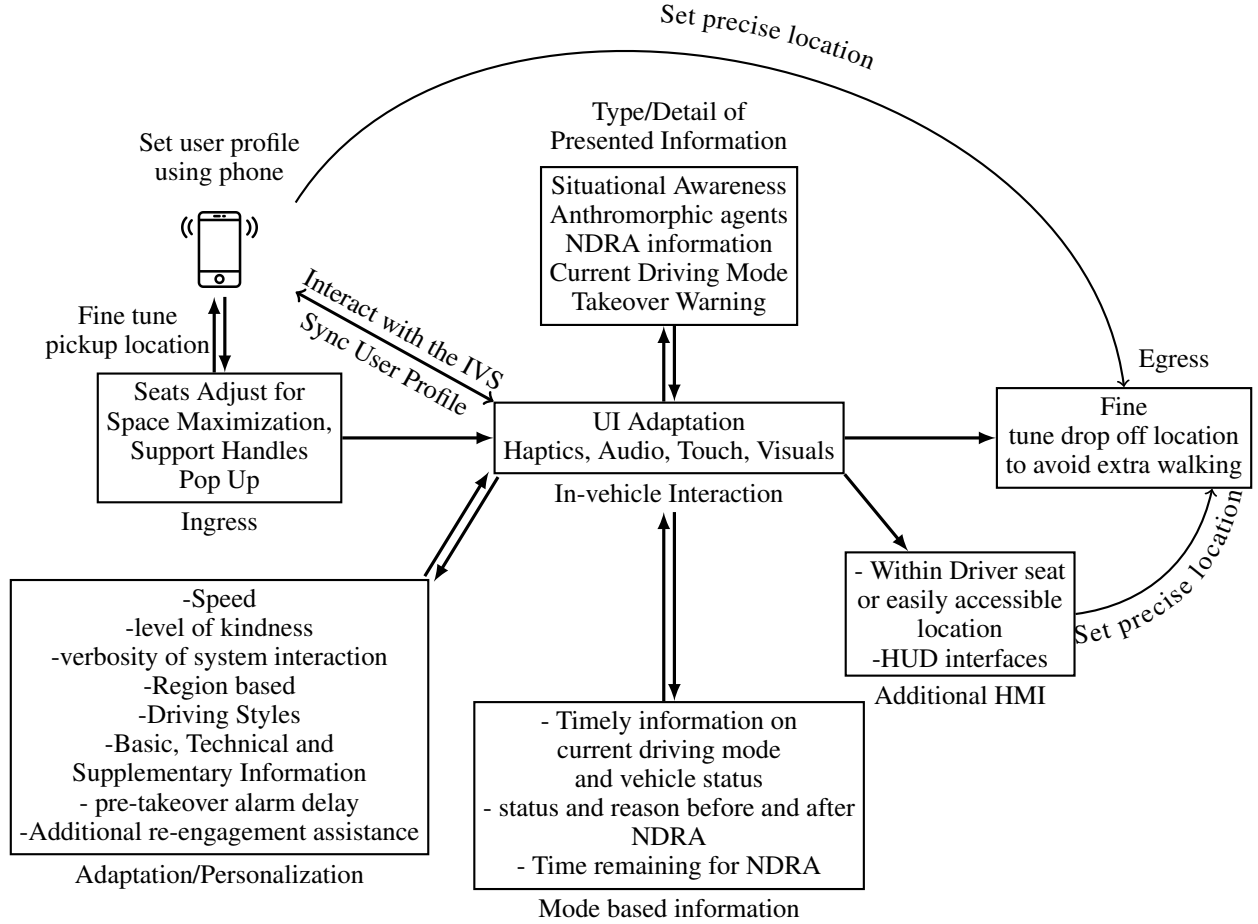 Set precise location
Type/Detail of
Presented Information
Set user profile
using phone
Situational Awareness
Anthromorphic agents
NDRA information
Current Driving Mode
Takeover Warning
Interact with the IVS
Sync User Profile
Fine tune
pickup location
Egress
Seats Adjust for
Space Maximization,
Support Handles
Pop Up
Ingress
UI Adaptation
Haptics, Audio, Touch, Visuals
In-vehicle Interaction
Fine
tune drop off location
to avoid extra walking
Set precise location
- Within Driver seat
or easily accessible
location
-HUD interfaces
Additional HMI
-Speed
-level of kindness
-verbosity of system interaction
-Region based
-Driving Styles
-Basic, Technical and
Supplementary Information
- pre-takeover alarm delay
-Additional re-engagement assistance
Adaptation/Personalization
- Timely information on
current driving mode
and vehicle status
- status and reason before and after
NDRA
- Time remaining for NDRA
Mode based information